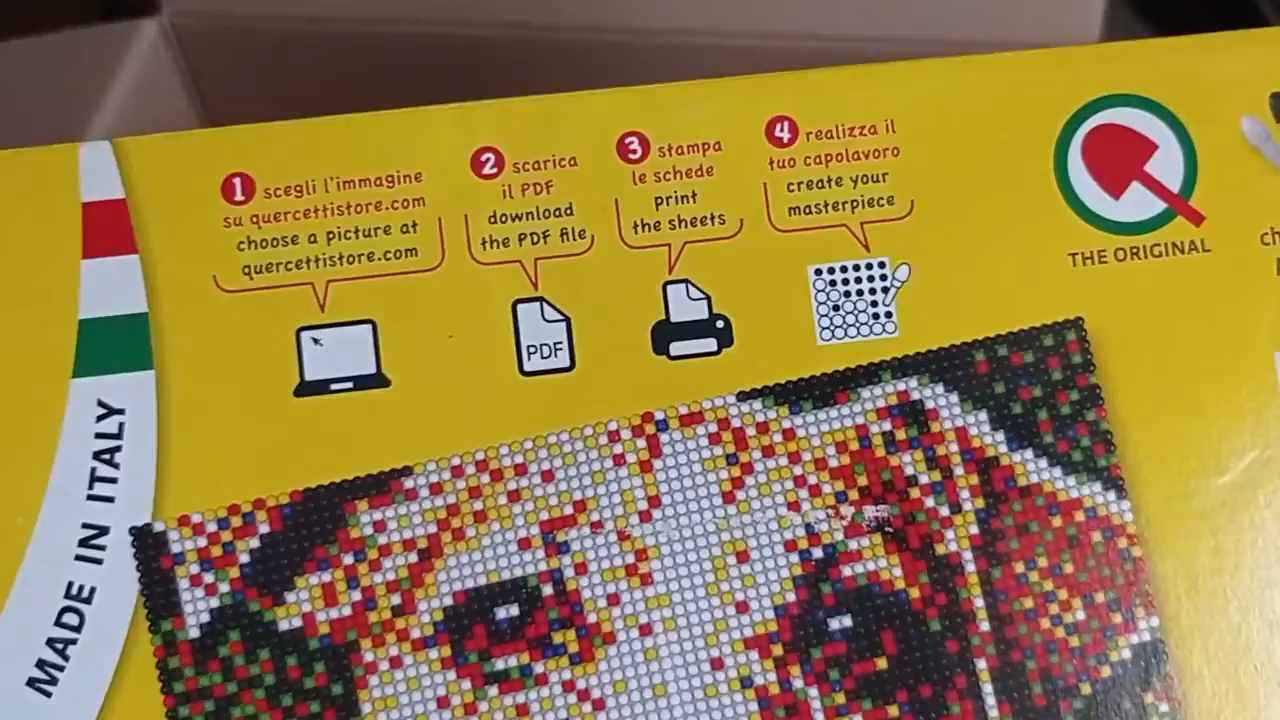 1 scegli l'immagine
su quercettistore.com
choose a picture at
quercettistore.com
2 scarica
il PDF
download
the PDF file
3 stampa
le schede
print
the sheets
4 realizza il
tuo capolavoro
create your
masterpiece
PDF
THE ORIGINAL
MADE IN ITALY